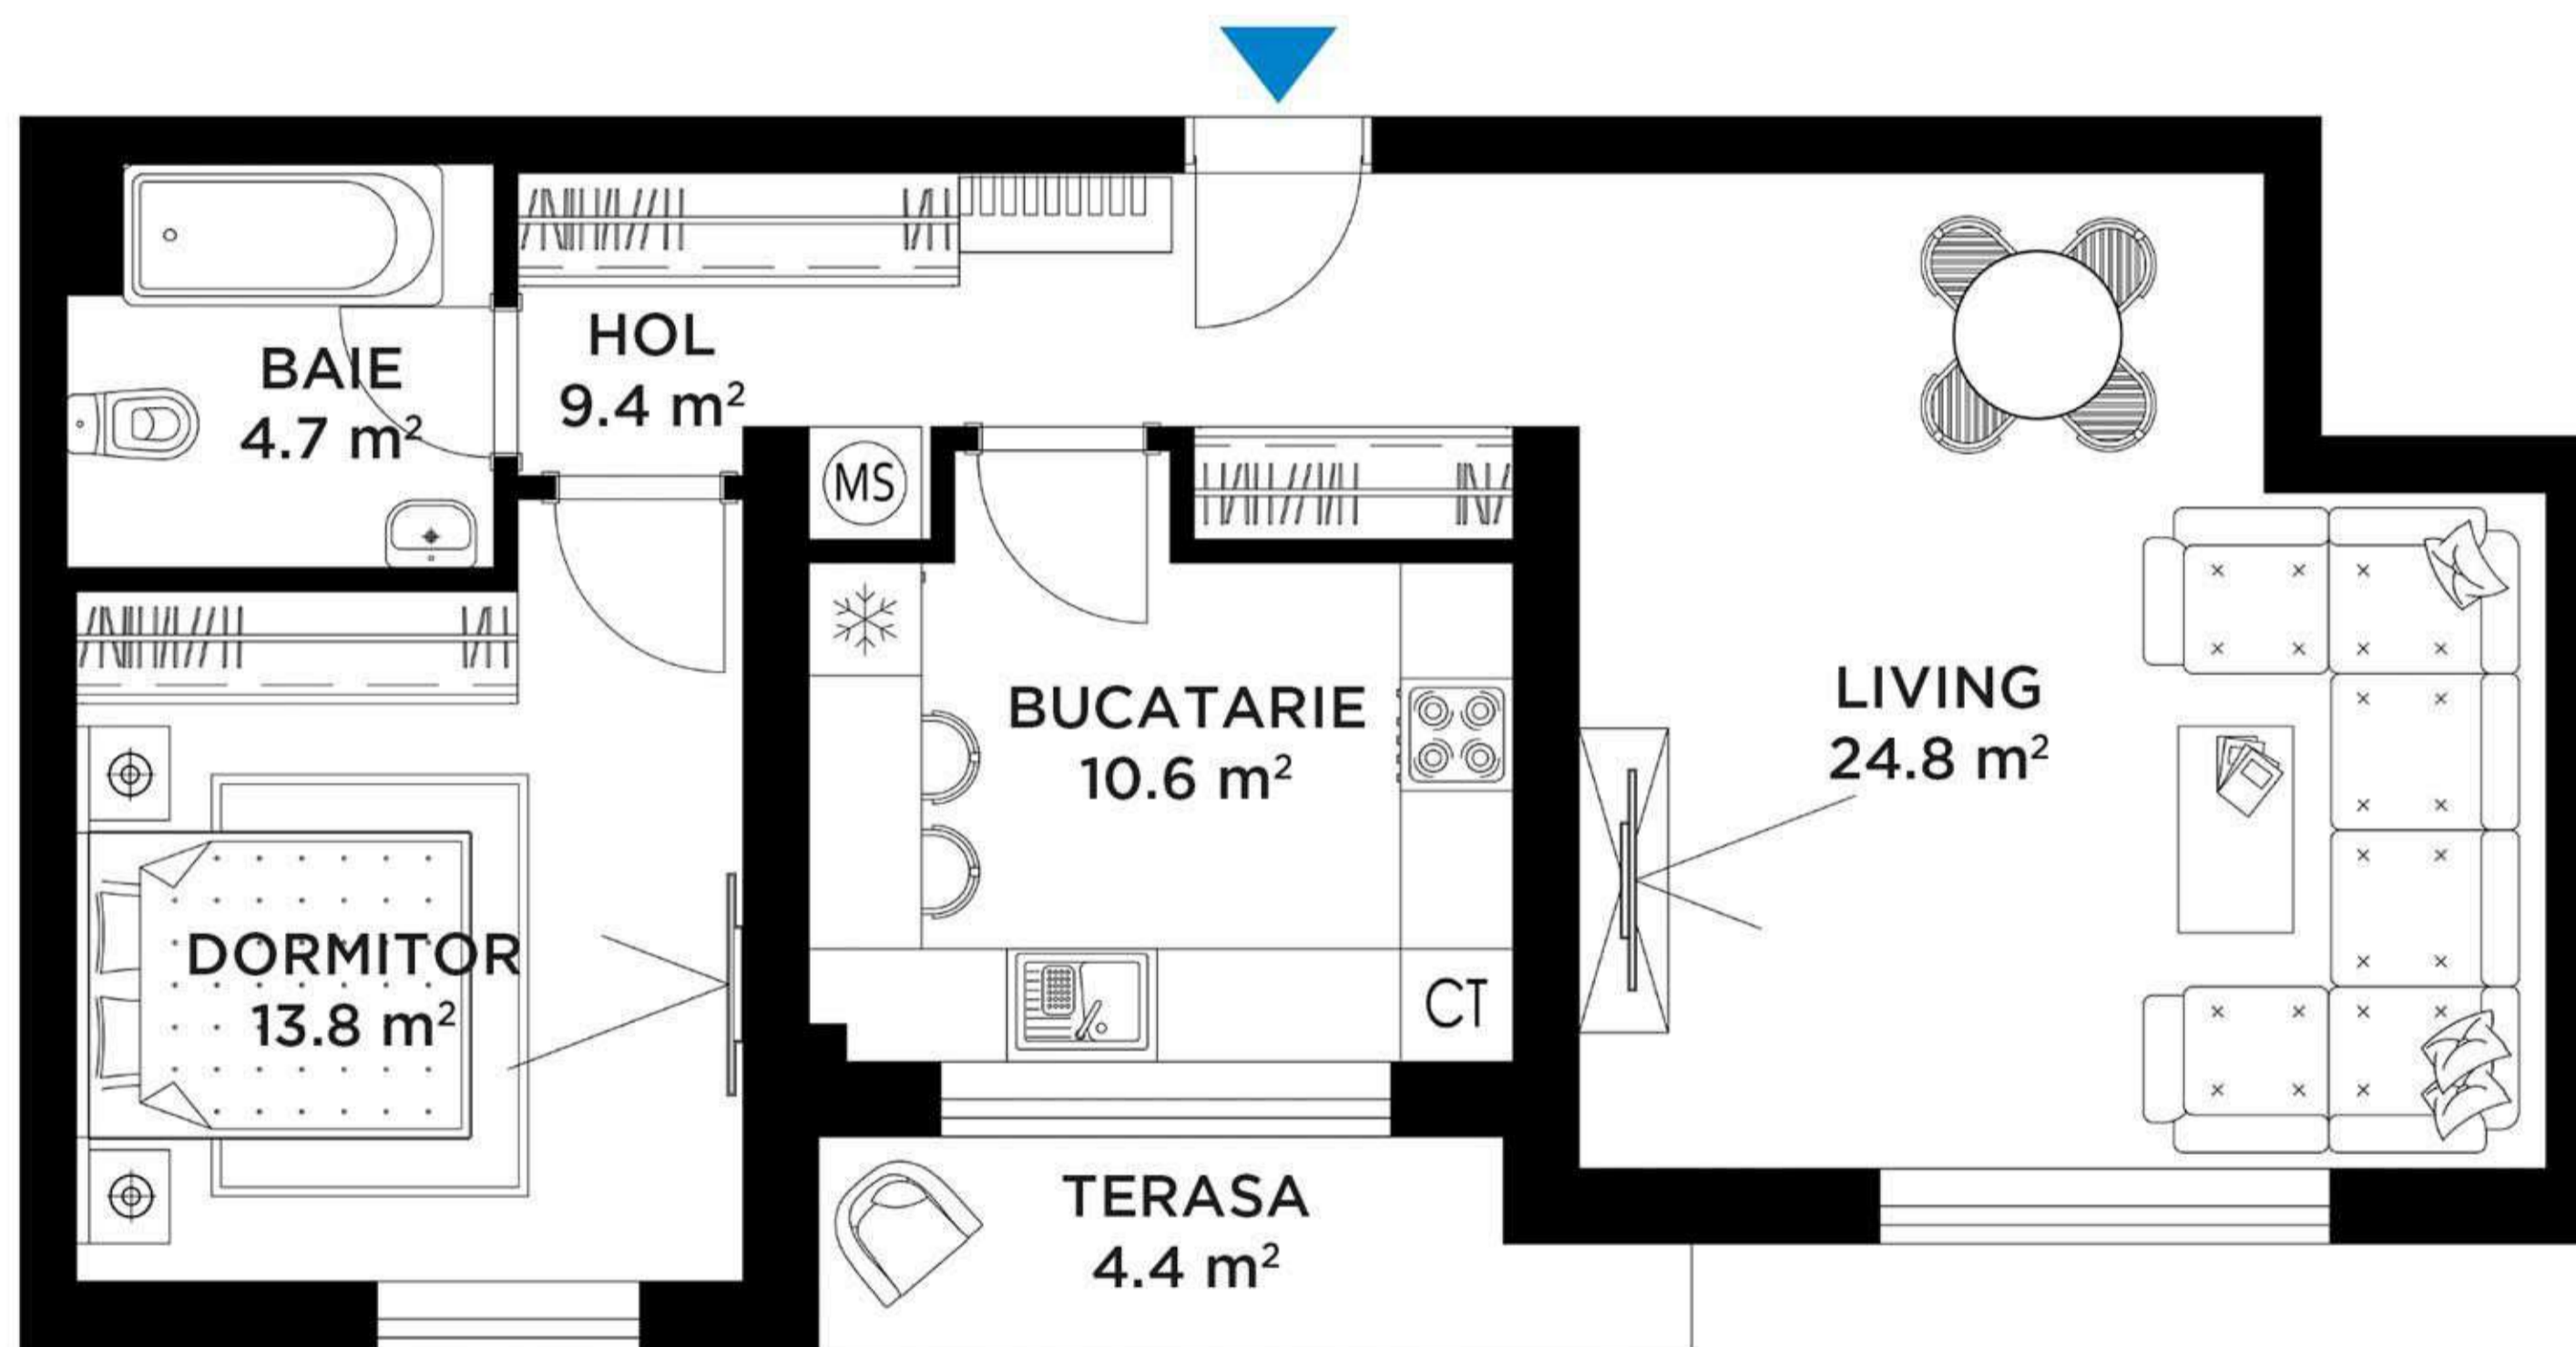 HOL
9.4 m²
BAIE
4.7 m²
MS
BUCATARIE
10.6 m²
LIVING
24.8 m²
DORMITOR
13.8 m²
CT
TERASA
4.4 m²